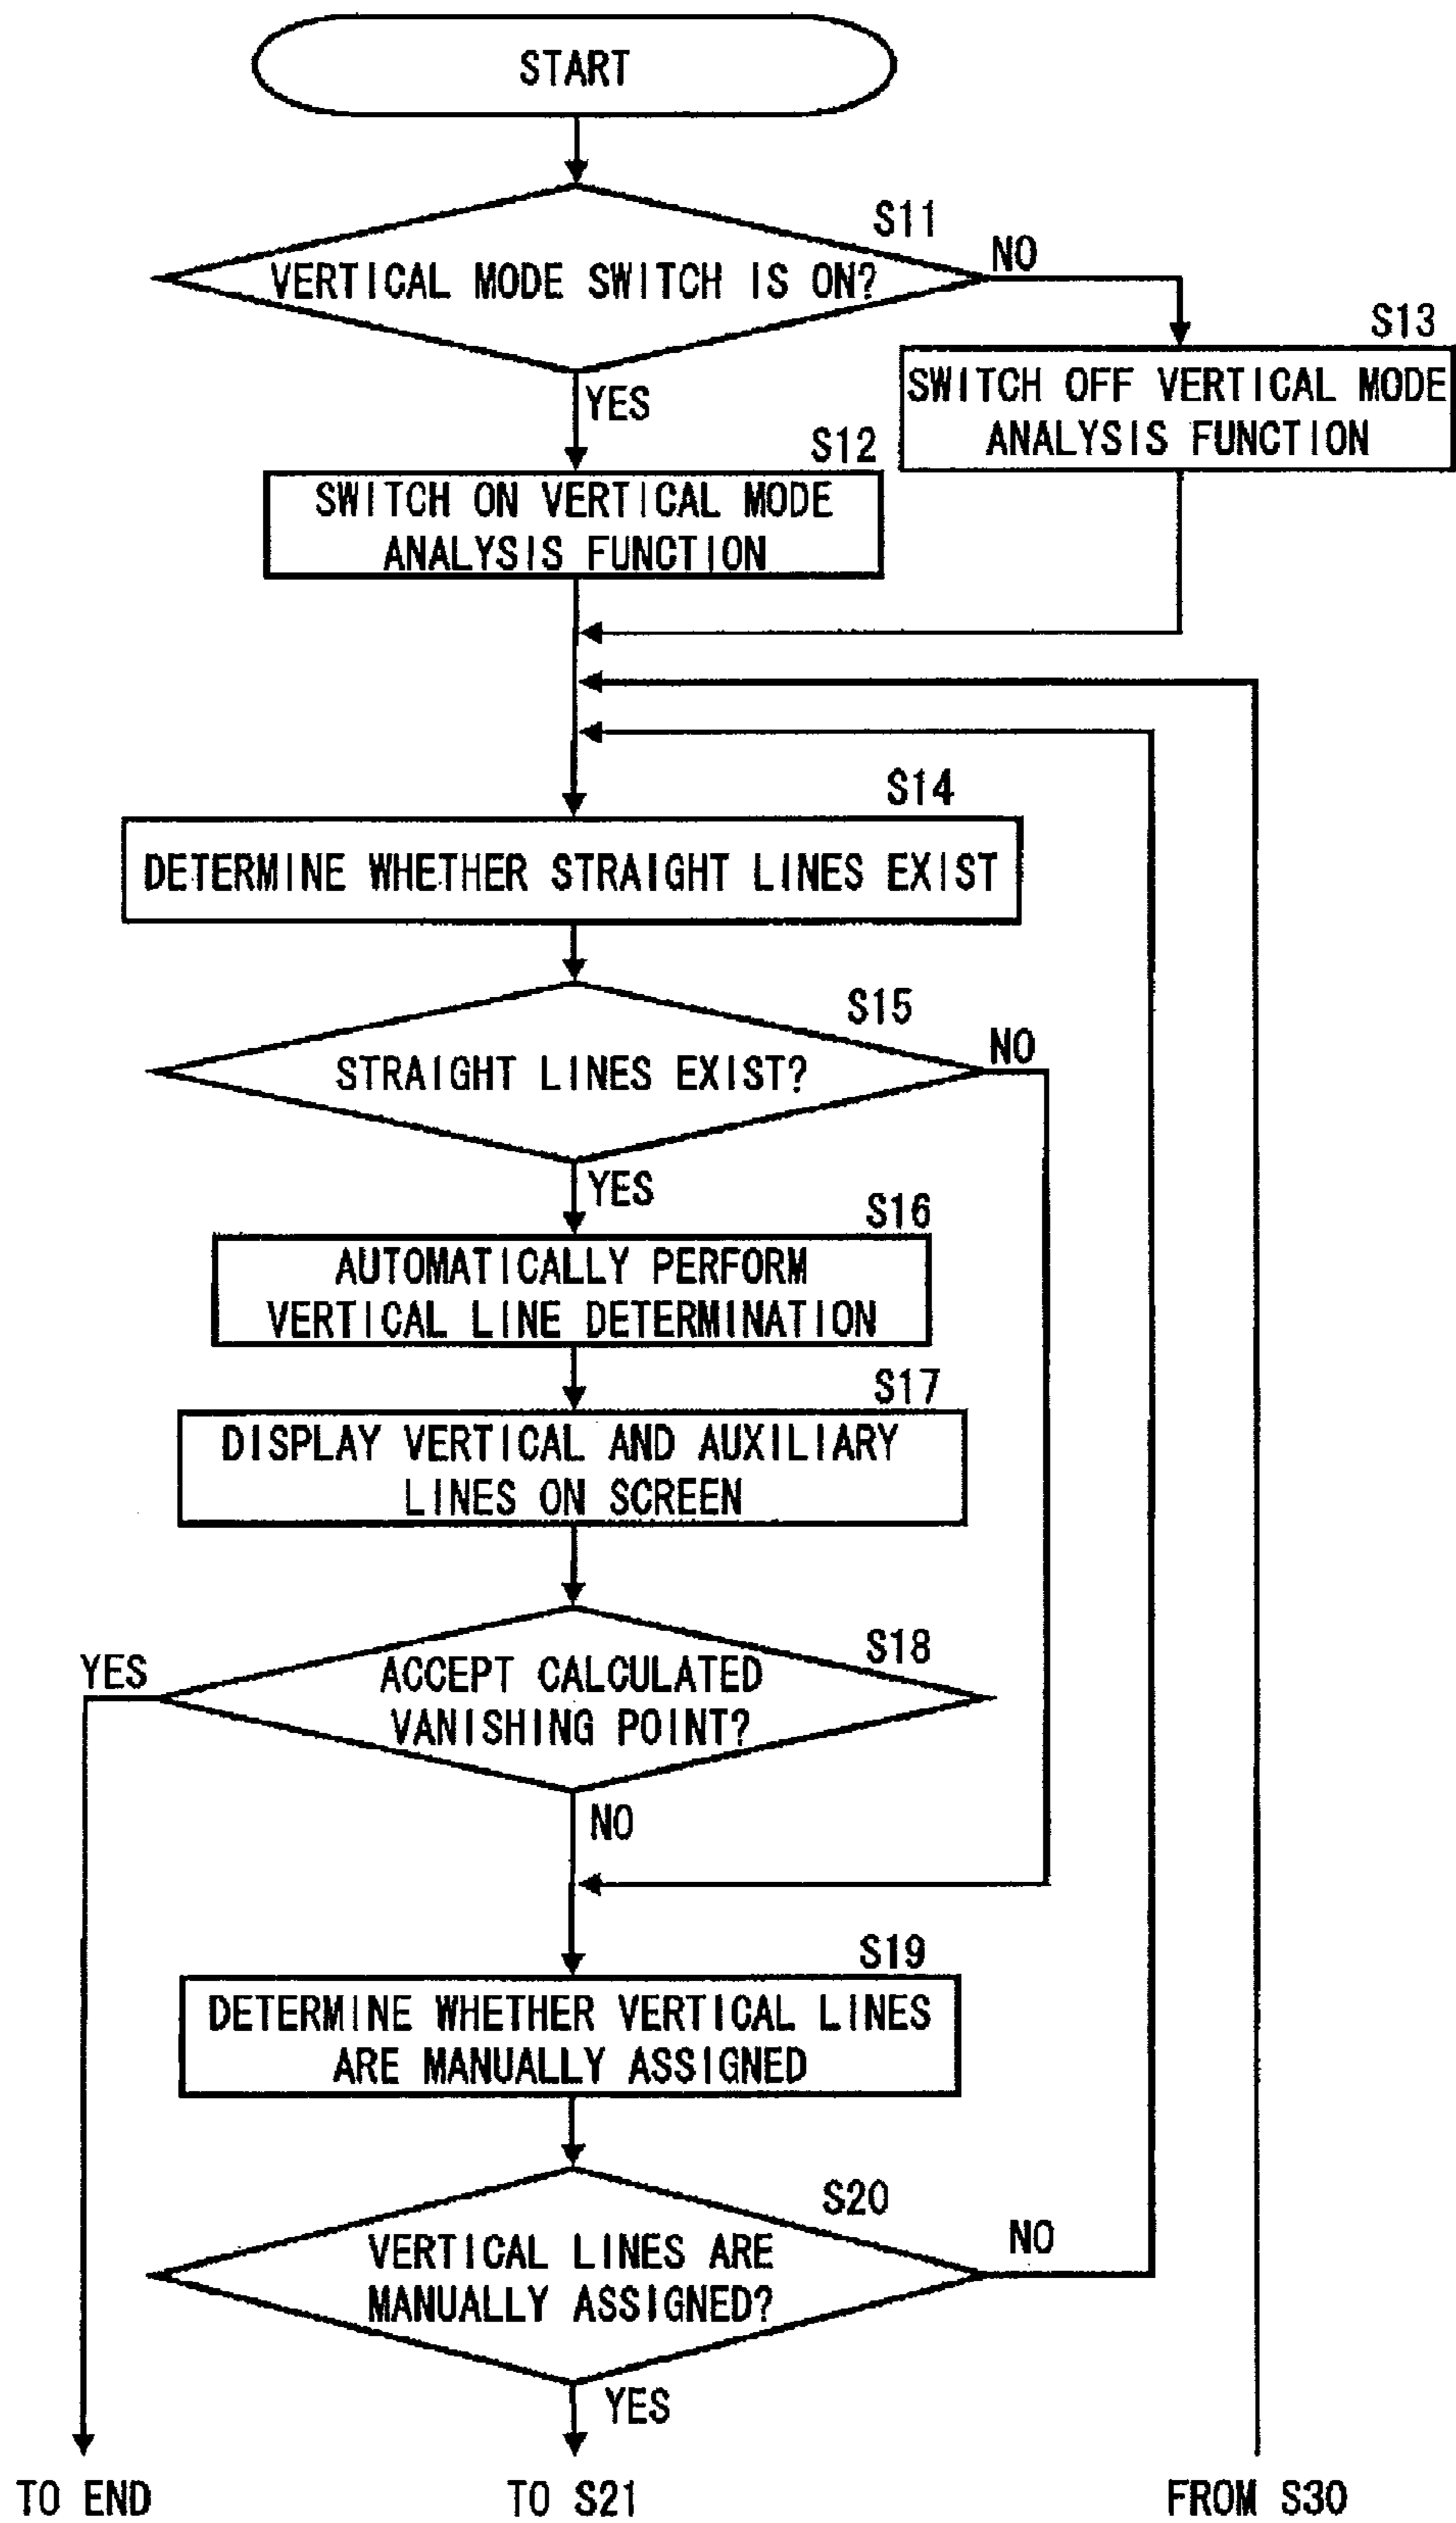 START
S11
VERTICAL MODE SWITCH IS ON?
NO
S13
SWITCH OFF VERTICAL MODE
ANALYSIS FUNCTION
YES
S12
SWITCH ON VERTICAL MODE
ANALYSIS FUNCTION
S14
DETERMINE WHETHER STRAIGHT LINES EXIST
S15
STRAIGHT LINES EXIST?
NO
YES
S16
AUTOMATICALLY PERFORM
VERTICAL LINE DETERMINATION
S17
DISPLAY VERTICAL AND AUXILIARY
LINES ON SCREEN
S18
YES
ACCEPT CALCULATED
VANISHING POINT?
NO
S19
DETERMINE WHETHER VERTICAL LINES
ARE MANUALLY ASSIGNED
S20
VERTICAL LINES ARE
MANUALLY ASSIGNED?
NO
YES
TO END
TO S21
FROM S30